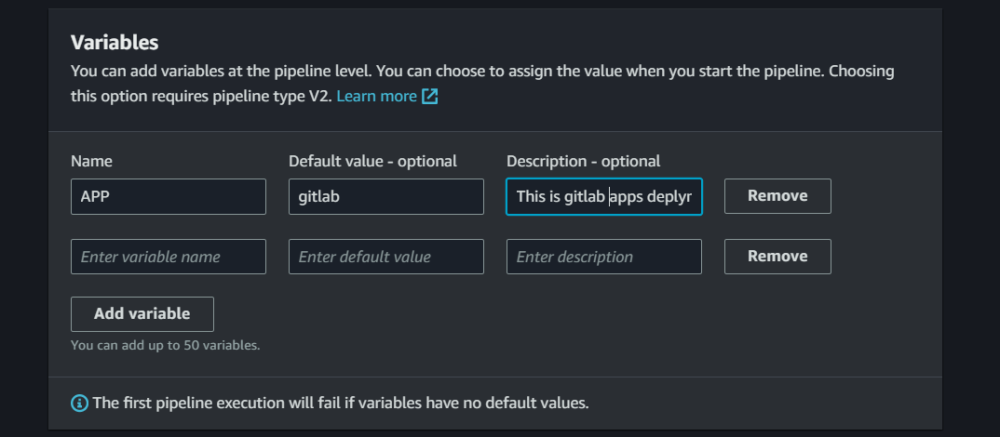 Variables
You can add variables at the pipeline level. You can choose to assign the value when you start the pipeline. Choosing
this option requires pipeline type V2. Learn more
Name Default value - optional Description - optional
APP gitlab This is gitlab apps deplyr Remove
Enter variable name Enter default value Enter description Remove
Add variable
You can add up to 50 variables.
The first pipeline execution will fail if variables have no default values.